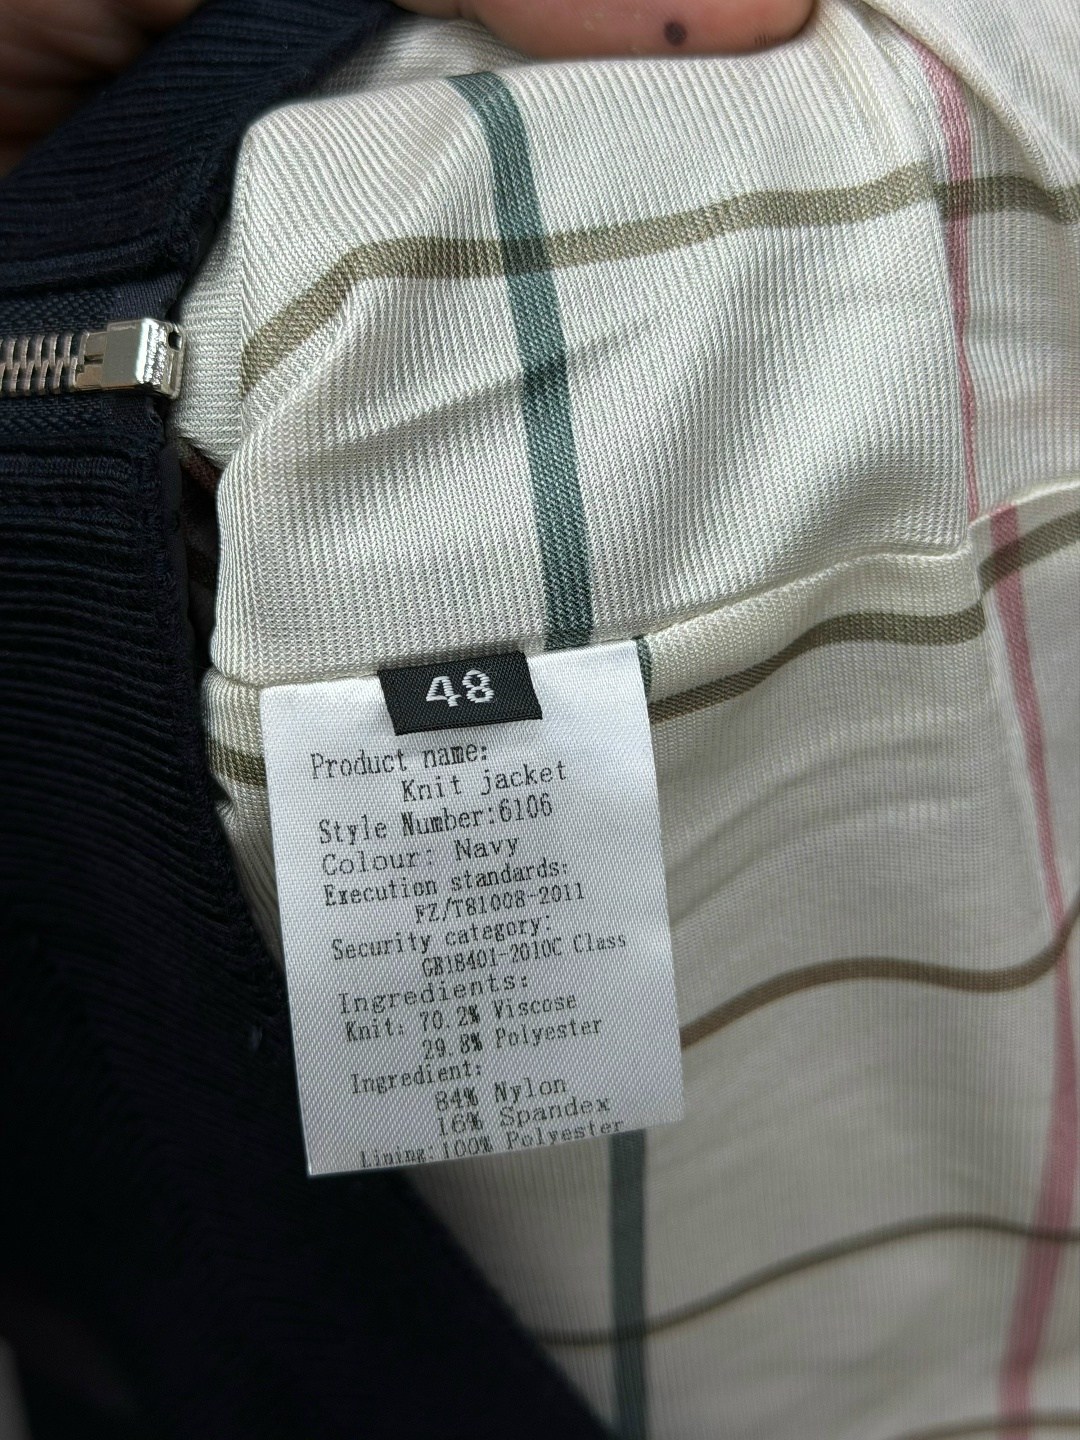 48
Product name:
Knit jacket
Style Number:6106
Colour: Navy
Execution standards:
FZ/T81008-2011
Security category:
GB18401-2010C Class
Ingredients:
Knit: 70.2% Viscose
29.8% Polyester
Ingredient:
84% Nylon
16% Spandex
Lining:100% Polyester